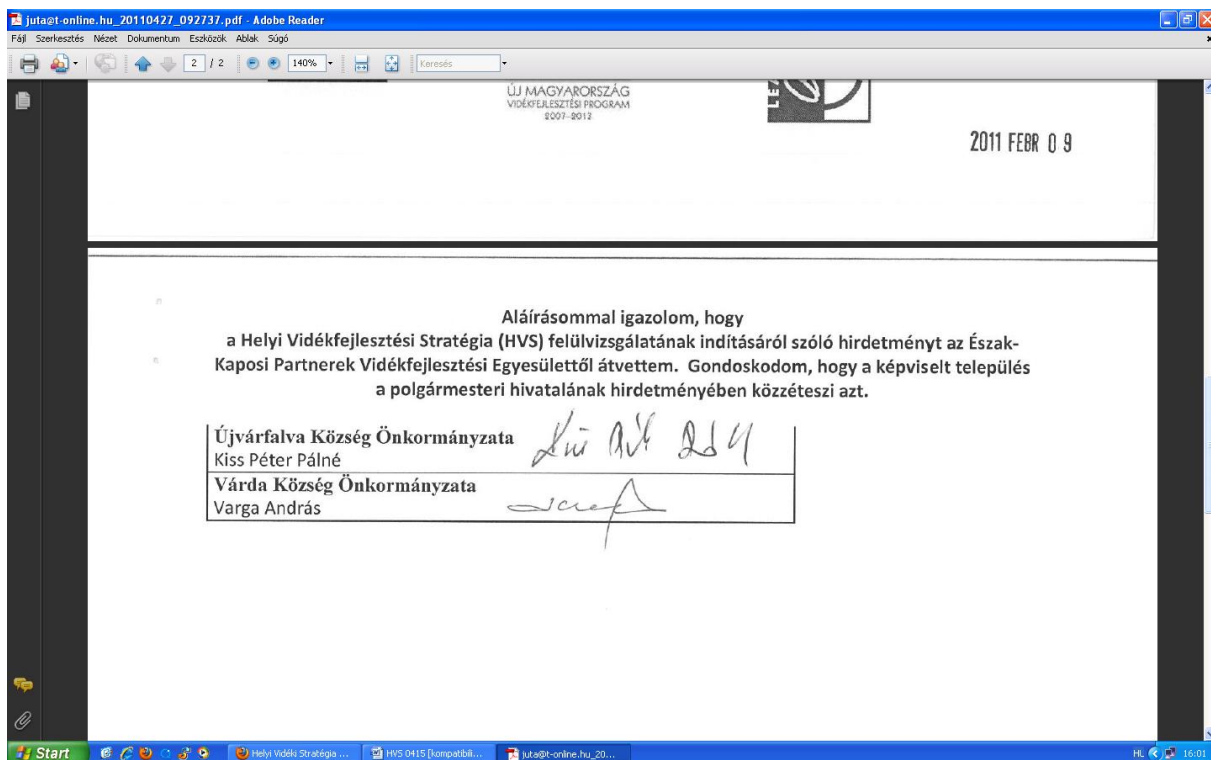 juta@t-online.hu_20110427_092737.pdf - Adobe Reader
Fájl Szerkesztés Nézet Dokumentum Eszközök Ablak Súgó
2 / 2 140% Keresés
ÚJ MAGYARORSZÁG
VIDÉKFEJLESZTÉSI PROGRAM
2007–2013
2011 FEBR 09
Aláírásommal igazolom, hogy
a Helyi Vidékfejlesztési Stratégia (HVS) felülvizsgálatának indításáról szóló hirdetményt az Észak-
Kaposi Partnerek Vidékfejlesztési Egyesülettől átvettem. Gondoskodom, hogy a képviselt település
a polgármesteri hivatalának hirdetményében közzéteszi azt.
Újvárfalva Község Önkormányzata
Kiss Péter Pálné
Várda Község Önkormányzata
Varga András
Start Helyi Vidéki Stratégia ... HVS 0415 [kompatibili... juta@t-online.hu_20... HU 16:01